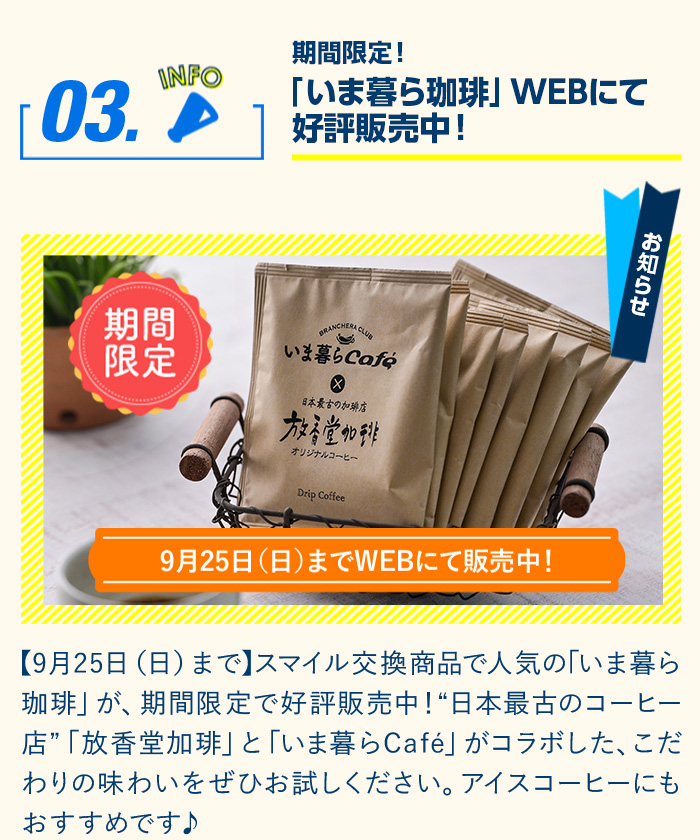 03.
INFO
期間限定！
「いま暮ら珈琲」WEBにて
好評販売中！
お知らせ
期間
限定
BRANCHERA CLUB
いま暮らCafé
×
日本最古の珈琲店
放香堂加琲
オリジナルコーヒー
Drip Coffee
9月25日（日）までWEBにて販売中！
【9月25日（日）まで】スマイル交換商品で人気の「いま暮ら
珈琲」が、期間限定で好評販売中！“日本最古のコーヒー
店”「放香堂加琲」と「いま暮らCafé」がコラボした、こだ
わりの味わいをぜひお試しください。アイスコーヒーにも
おすすめです♪